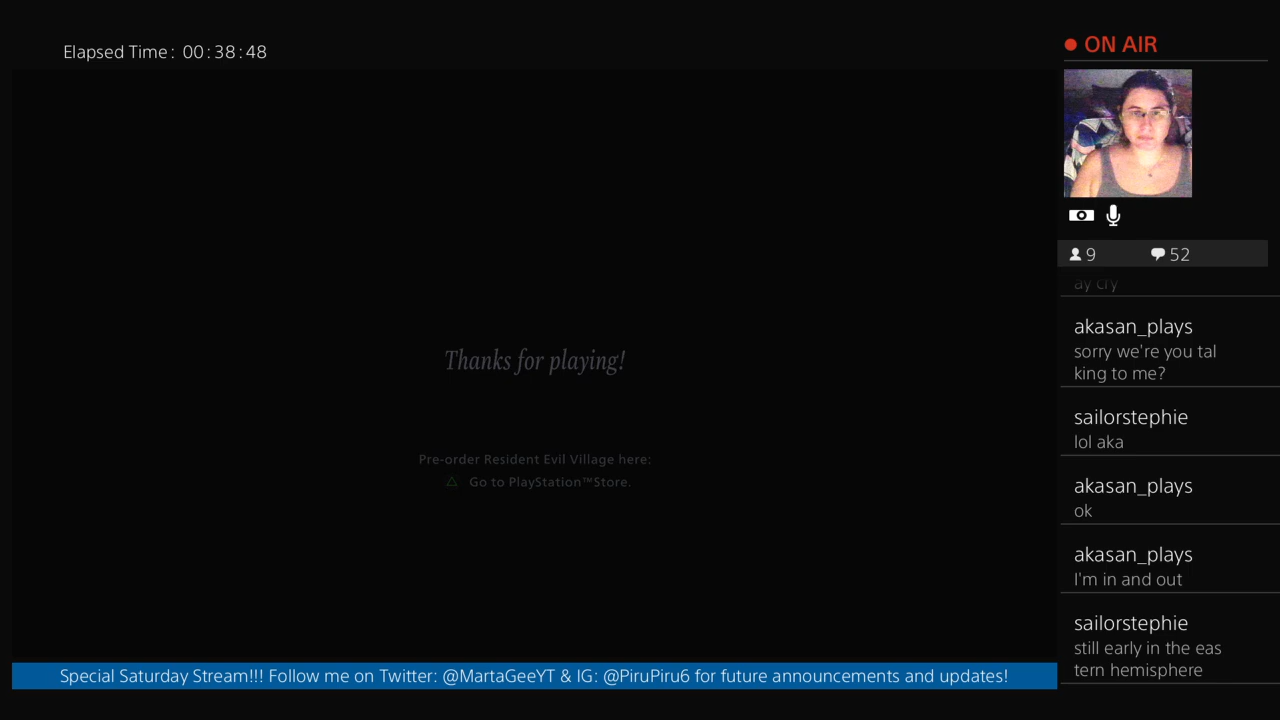 Elapsed Time: 00:38:48
ON AIR
9 52
ay cry
akasan_plays
sorry we're you tal
king to me?
sailorstephie
lol aka
akasan_plays
ok
akasan_plays
I'm in and out
sailorstephie
still early in the eas
tern hemisphere
Thanks for playing!
Pre-order Resident Evil Village here:
△ Go to PlayStation™Store.
Special Saturday Stream!!! Follow me on Twitter: @MartaGeeYT & IG: @PiruPiru6 for future announcements and updates!